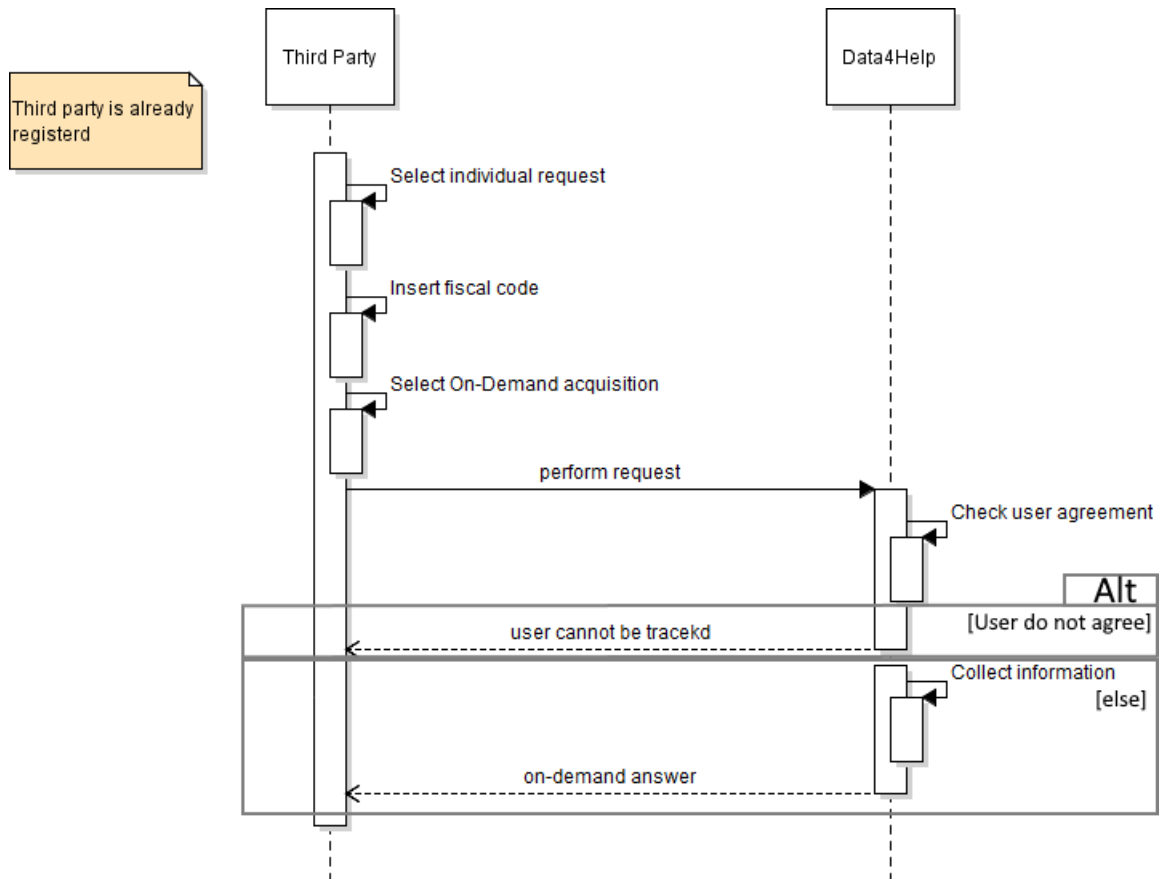 Third Party
Data4Help
Third party is already
registerd
Select individual request
Insert fiscal code
Select On-Demand acquisition
perform request
Check user agreement
Alt
[User do not agree]
user cannot be tracekd
Collect information
[else]
on-demand answer